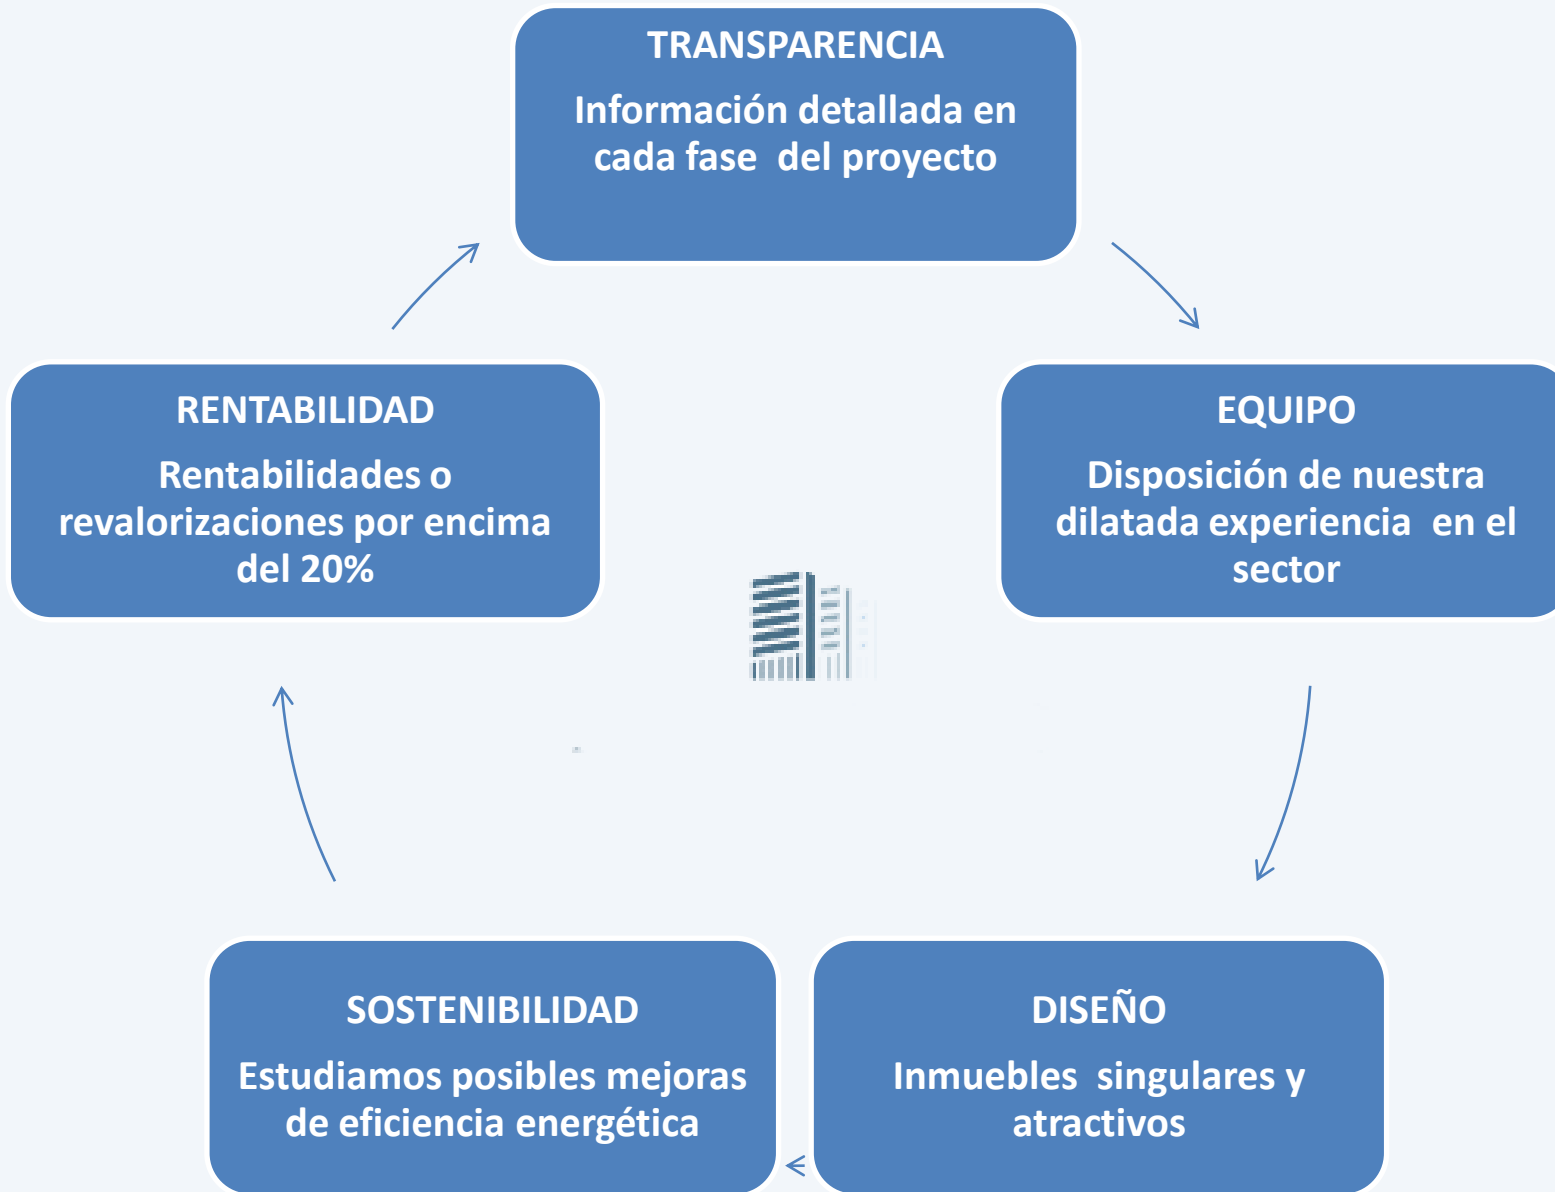 TRANSPARENCIA
Información detallada en
cada fase  del proyecto
RENTABILIDAD
Rentabilidades o
revalorizaciones por encima
del 20%
EQUIPO
Disposición de nuestra
dilatada experiencia  en el
sector
SOSTENIBILIDAD
Estudiamos posibles mejoras
de eficiencia energética
DISEÑO
Inmuebles  singulares y
atractivos